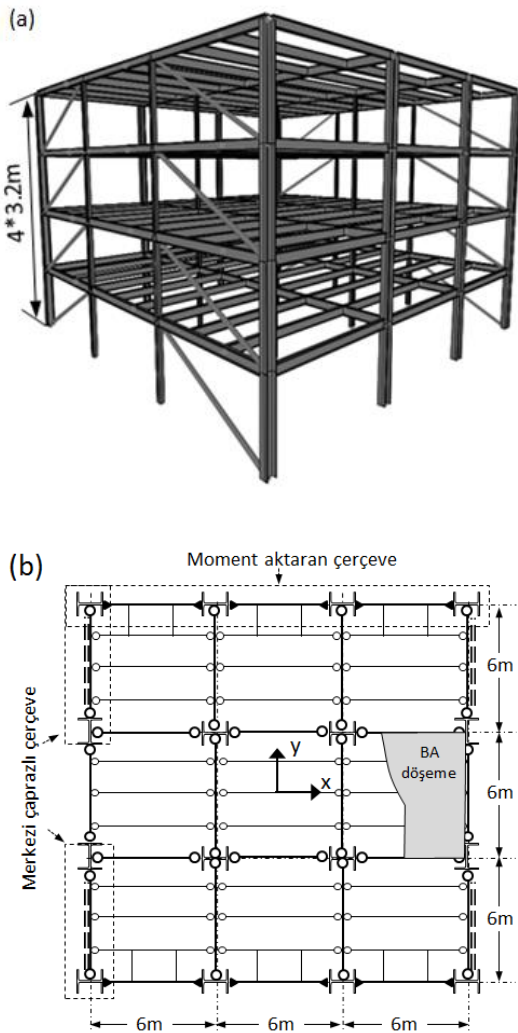 (a)
4*3.2m
(b)
Moment aktaran çerçeve
Merkezi çaprazlı çerçeve
y
x
BA
döşeme
6m
6m
6m
6m
6m
6m